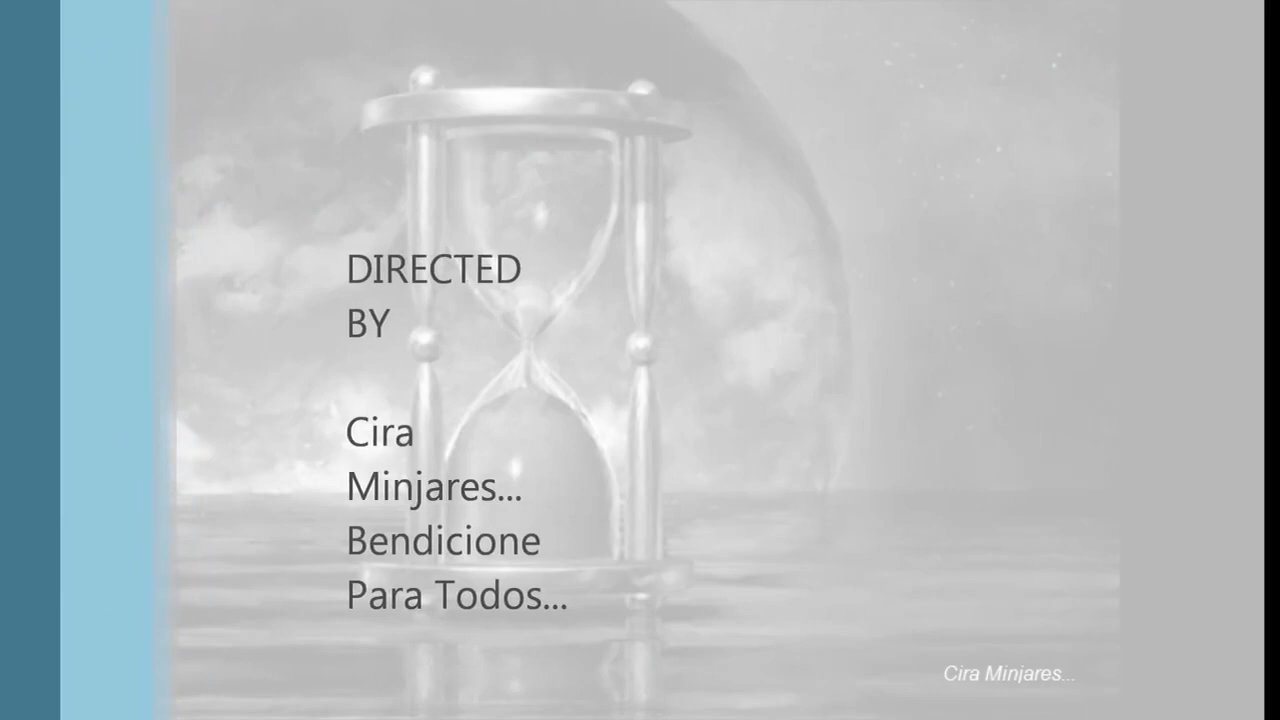 DIRECTED
BY
Cira
Minjares...
Bendicione
Para Todos...
Cira Minjares...